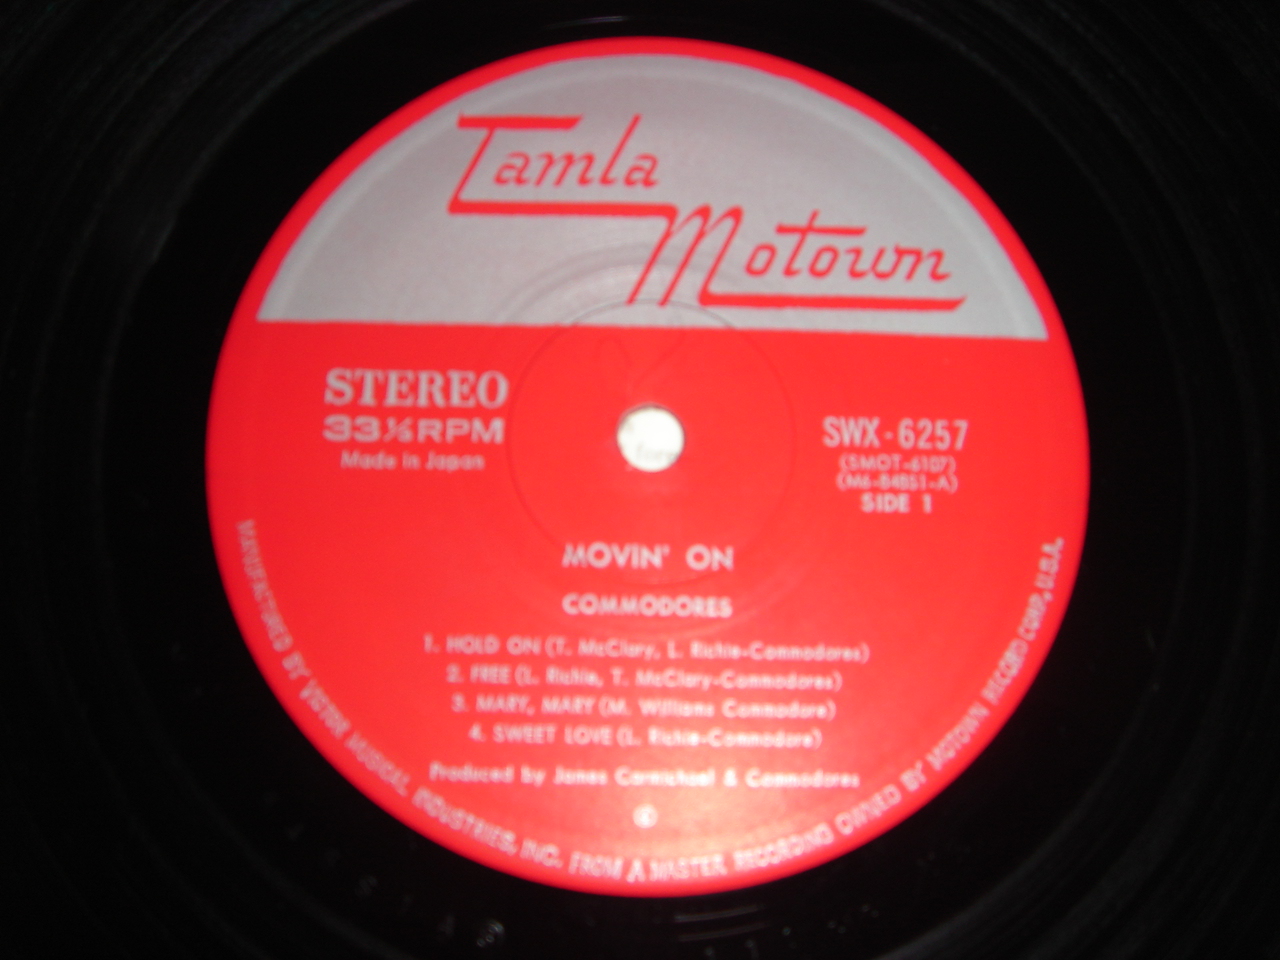 Tamla
Motown
STEREO
33⅓RPM
Made in Japan
SWX-6257
(SMOT-6107)
(M6-848S1-A)
SIDE 1
MOVIN' ON
COMMODORES
1. HOLD ON (T. McClary, L. Richie-Commodores)
2. FREE (L. Richie, T. McClary-Commodores)
3. MARY, MARY (M. Williams Commodore)
4. SWEET LOVE (L. Richie-Commodore)
Produced by James Carmichael & Commodores
MANUFACTURED BY VICTOR MUSICAL INDUSTRIES, INC. FROM A MASTER RECORDING OWNED BY MOTOWN RECORD CORP., U.S.A.